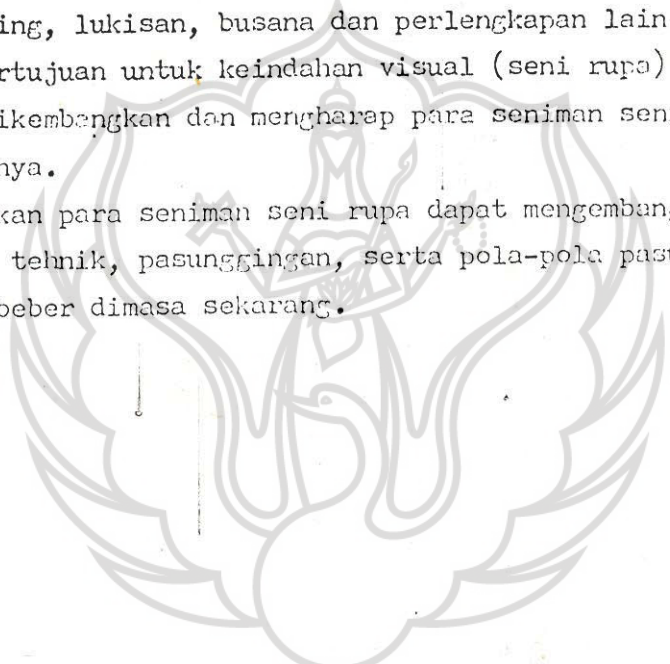 ing, lukisan, busana dan perlengkapan lain
rtujuan untuk keindahan visual (seni rupa)
ikembangkan dan mengharap para seniman sen
nya.
kan para seniman seni rupa dapat mengemban
tehnik, pasunggingan, serta pola-pola pas
beber dimasa sekarang.